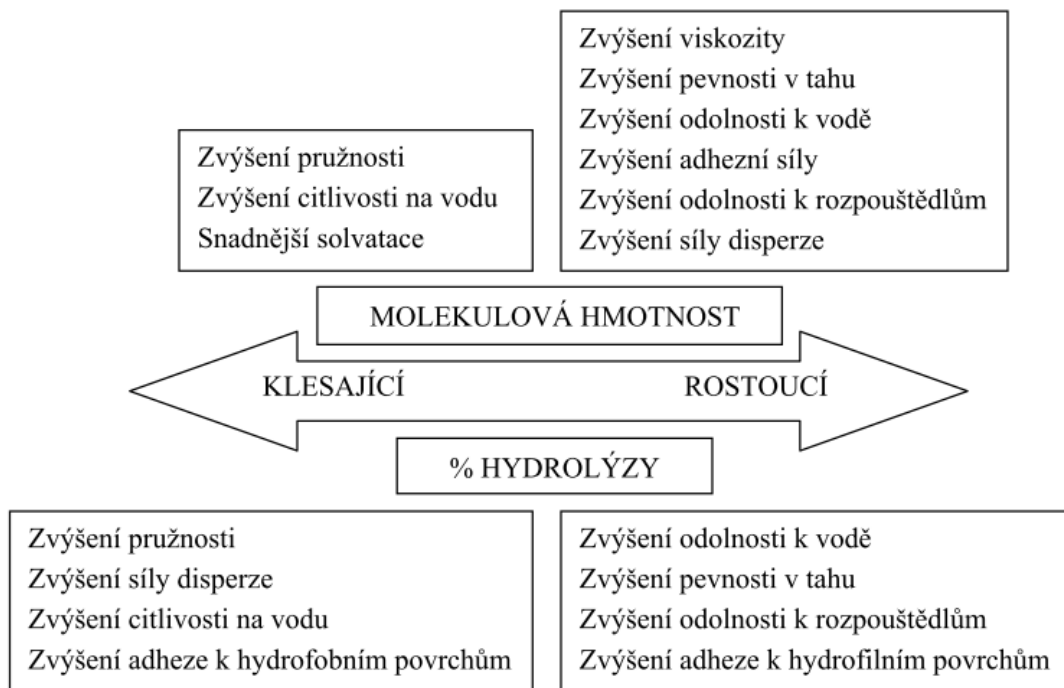 Zvýšení pružnosti
Zvýšení citlivosti na vodu
Snadnější solvatace
Zvýšení viskozity
Zvýšení pevnosti v tahu
Zvýšení odolnosti k vodě
Zvýšení adhezní síly
Zvýšení odolnosti k rozpouštědlům
Zvýšení síly disperze
MOLEKULOVÁ HMOTNOST
KLESAJÍCÍ
ROSTOUCÍ
% HYDROLÝZY
Zvýšení pružnosti
Zvýšení síly disperze
Zvýšení citlivosti na vodu
Zvýšení adheze k hydrofobním povrchům
Zvýšení odolnosti k vodě
Zvýšení pevnosti v tahu
Zvýšení odolnosti k rozpouštědlům
Zvýšení adheze k hydrofilním povrchům